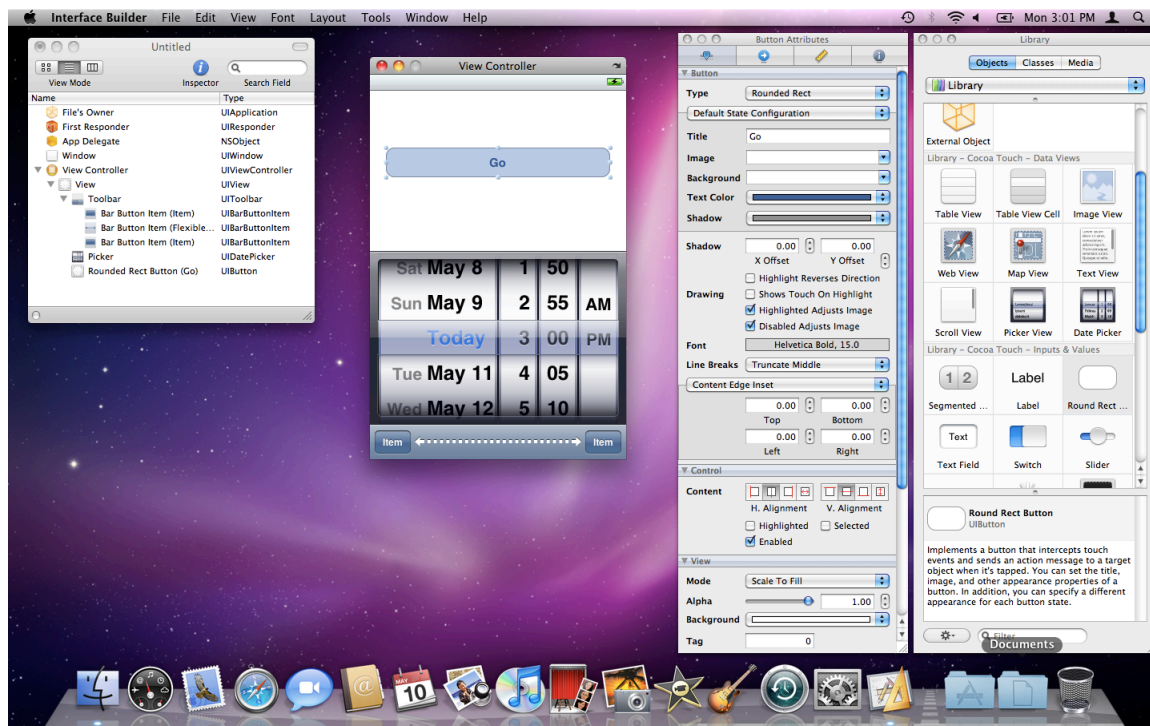 Interface Builder File Edit View Font Layout Tools Window Help Mon 3:01 PM
Untitled
View Mode Inspector Search Field
Name Type
File's Owner UIApplication
First Responder UIResponder
App Delegate NSObject
Window UIWindow
View Controller UIViewController
View UIView
Toolbar UIToolbar
Bar Button Item (Item) UIBarButtonItem
Bar Button Item (Flexible... UIBarButtonItem
Bar Button Item (Item) UIBarButtonItem
Picker UIDatePicker
Rounded Rect Button (Go) UIButton
View Controller
Go
Sat May 8 1 50
Sun May 9 2 55 AM
Today 3 00 PM
Tue May 11 4 05
Wed May 12 5 10
Item Item
Button Attributes
Button
Type Rounded Rect
Default State Configuration
Title Go
Image
Background
Text Color
Shadow
Shadow 0.00 0.00
X Offset Y Offset
Highlight Reverses Direction
Drawing Shows Touch On Highlight
Highlighted Adjusts Image
Disabled Adjusts Image
Font Helvetica Bold, 15.0
Line Breaks Truncate Middle
Content Edge Inset
0.00 0.00
Top Bottom
0.00 0.00
Left Right
Control
Content
H. Alignment V. Alignment
Highlighted Selected
Enabled
View
Mode Scale To Fill
Alpha 1.00
Background
Tag 0
Library
Objects Classes Media
Library
External Object
Library – Cocoa Touch – Data Views
Table View Table View Cell Image View
Web View Map View Text View
Scroll View Picker View Date Picker
Library – Cocoa Touch – Inputs & Values
1 2 Label
Segmented ... Label Round Rect ...
Text
Text Field Switch Slider
Round Rect Button
UIButton
Implements a button that intercepts touch
events and sends an action message to a target
object when it's tapped. You can set the title,
image, and other appearance properties of a
button. In addition, you can specify a different
appearance for each button state.
Filter
Documents
MAY
10